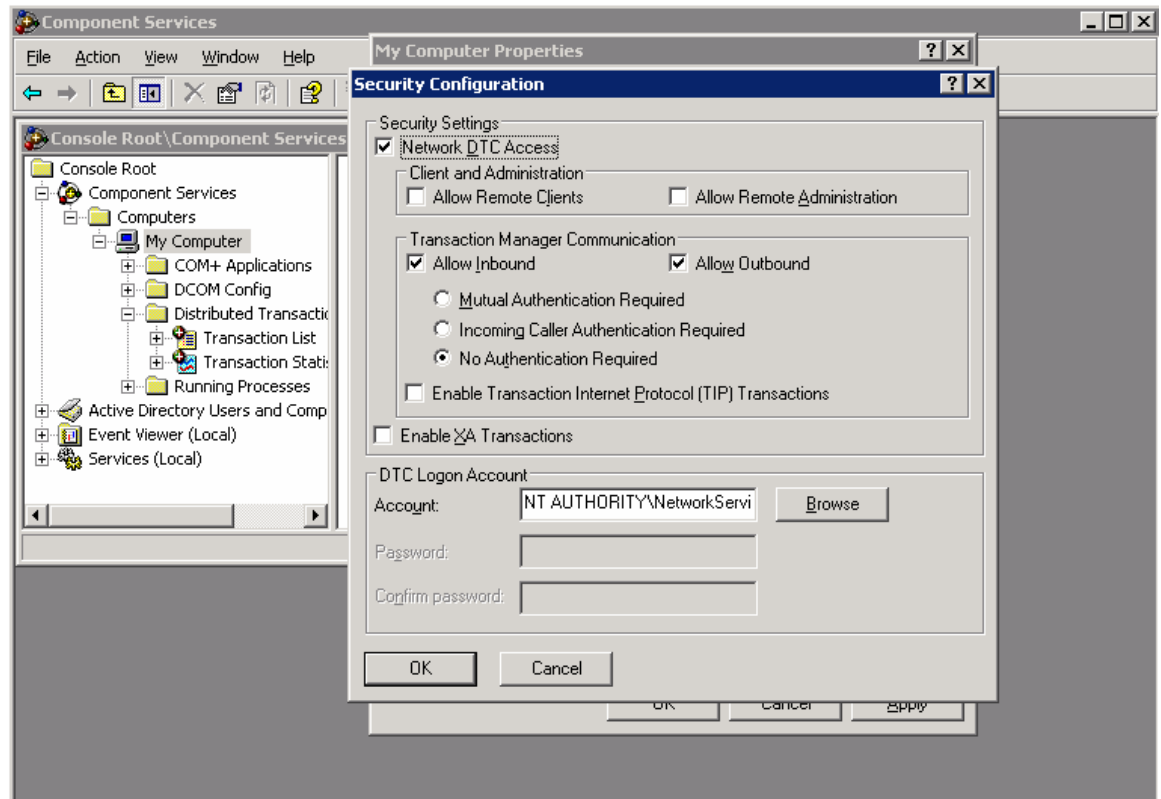 Component Services
File Action View Window Help
My Computer Properties
Security Configuration
Console Root\Component Services
Console Root
Component Services
Computers
My Computer
COM+ Applications
DCOM Config
Distributed Transactic
Transaction List
Transaction Statis
Running Processes
Active Directory Users and Comp
Event Viewer (Local)
Services (Local)
Security Settings
Network DTC Access
Client and Administration
Allow Remote Clients Allow Remote Administration
Transaction Manager Communication
Allow Inbound Allow Outbound
Mutual Authentication Required
Incoming Caller Authentication Required
No Authentication Required
Enable Transaction Internet Protocol (TIP) Transactions
Enable XA Transactions
DTC Logon Account
Account: NT AUTHORITY\NetworkServi Browse
Password:
Confirm password:
OK Cancel
OK Cancel Apply